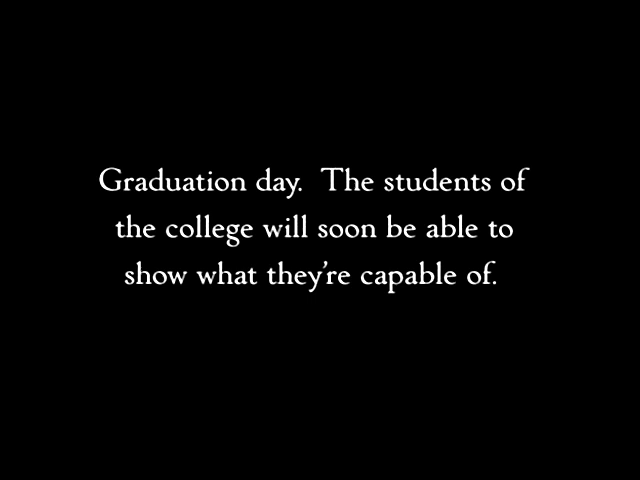 Graduation day.  The students of
the college will soon be able to
show what they're capable of.